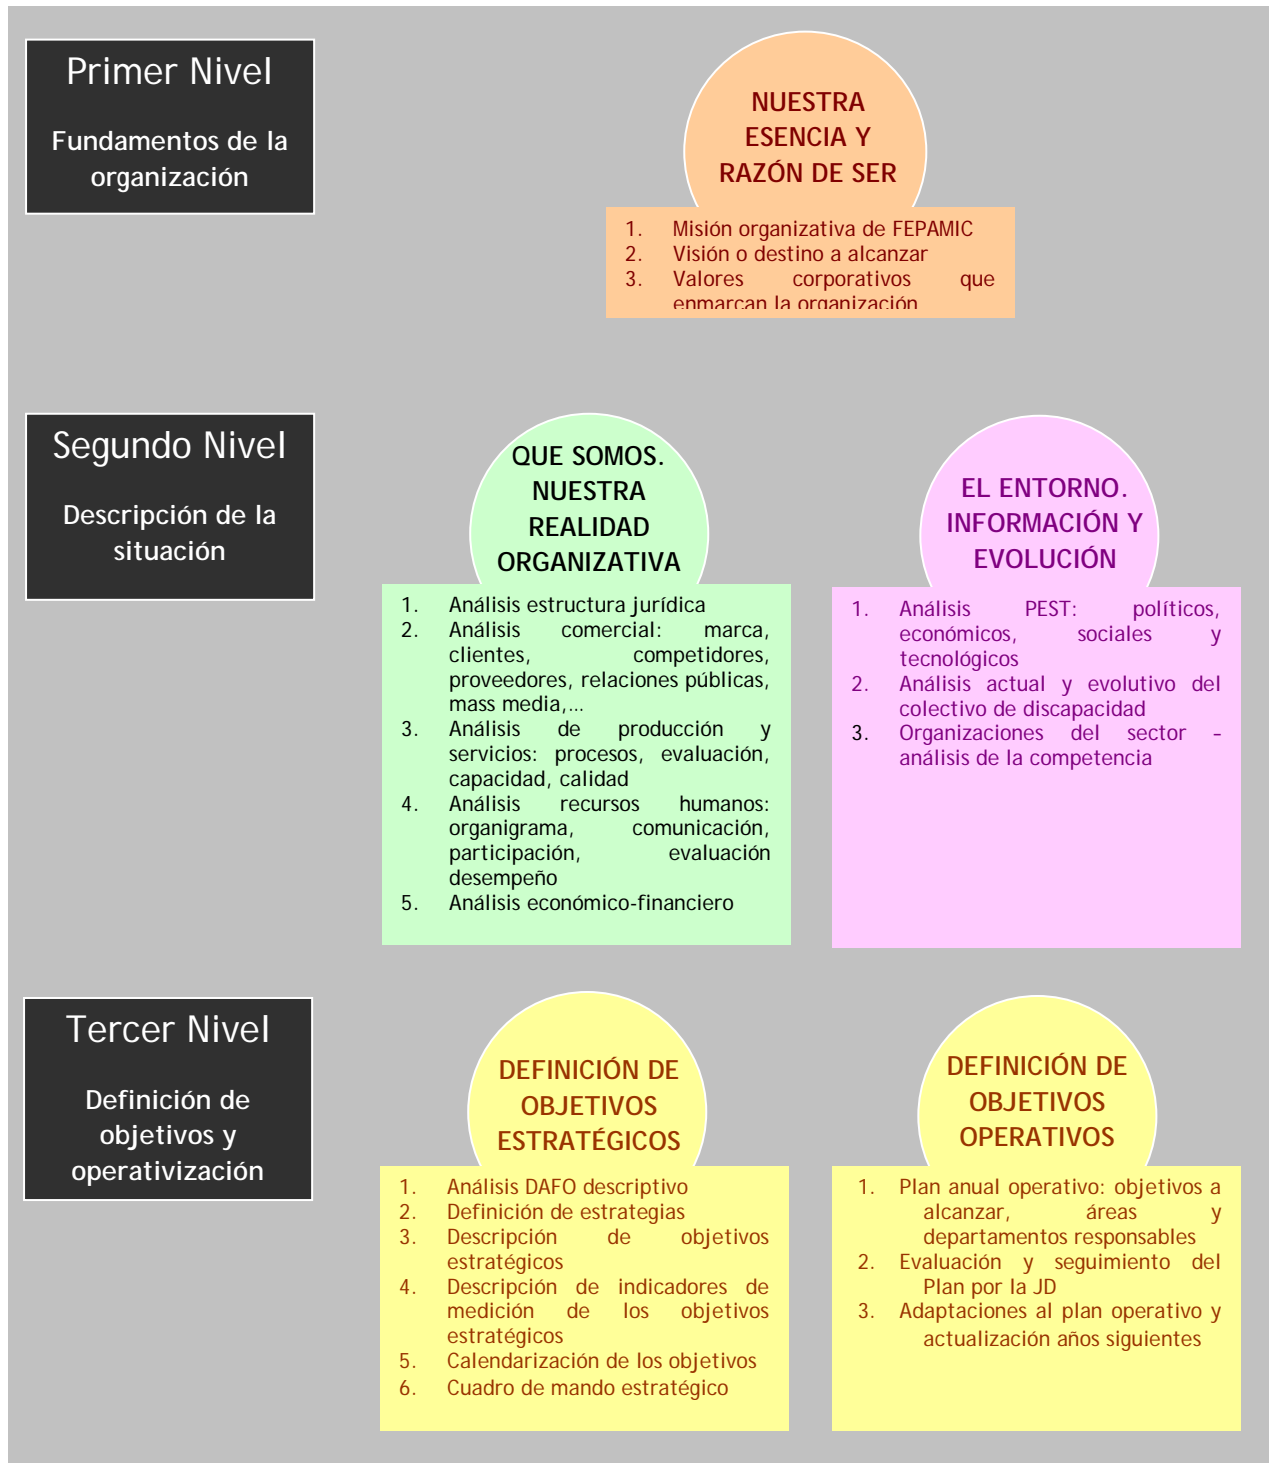 Primer Nivel
Fundamentos de la
organización
NUESTRA
ESENCIA Y
RAZÓN DE SER
1. Misión organizativa de FEPAMIC
2. Visión o destino a alcanzar
3. Valores corporativos que
enmarcan la organización
Segundo Nivel
Descripción de la
situación
QUE SOMOS.
NUESTRA
REALIDAD
ORGANIZATIVA
1. Análisis estructura jurídica
2. Análisis comercial: marca,
clientes, competidores,
proveedores, relaciones públicas,
mass media,...
3. Análisis de producción y
servicios: procesos, evaluación,
capacidad, calidad
4. Análisis recursos humanos:
organigrama, comunicación,
participación, evaluación
desempeño
5. Análisis económico-financiero
EL ENTORNO.
INFORMACIÓN Y
EVOLUCIÓN
1. Análisis PEST: políticos,
económicos, sociales y
tecnológicos
2. Análisis actual y evolutivo del
colectivo de discapacidad
3. Organizaciones del sector –
análisis de la competencia
Tercer Nivel
Definición de
objetivos y
operativización
DEFINICIÓN DE
OBJETIVOS
ESTRATÉGICOS
1. Análisis DAFO descriptivo
2. Definición de estrategias
3. Descripción de objetivos
estratégicos
4. Descripción de indicadores de
medición de los objetivos
estratégicos
5. Calendarización de los objetivos
6. Cuadro de mando estratégico
DEFINICIÓN DE
OBJETIVOS
OPERATIVOS
1. Plan anual operativo: objetivos a
alcanzar, áreas y
departamentos responsables
2. Evaluación y seguimiento del
Plan por la JD
3. Adaptaciones al plan operativo y
actualización años siguientes